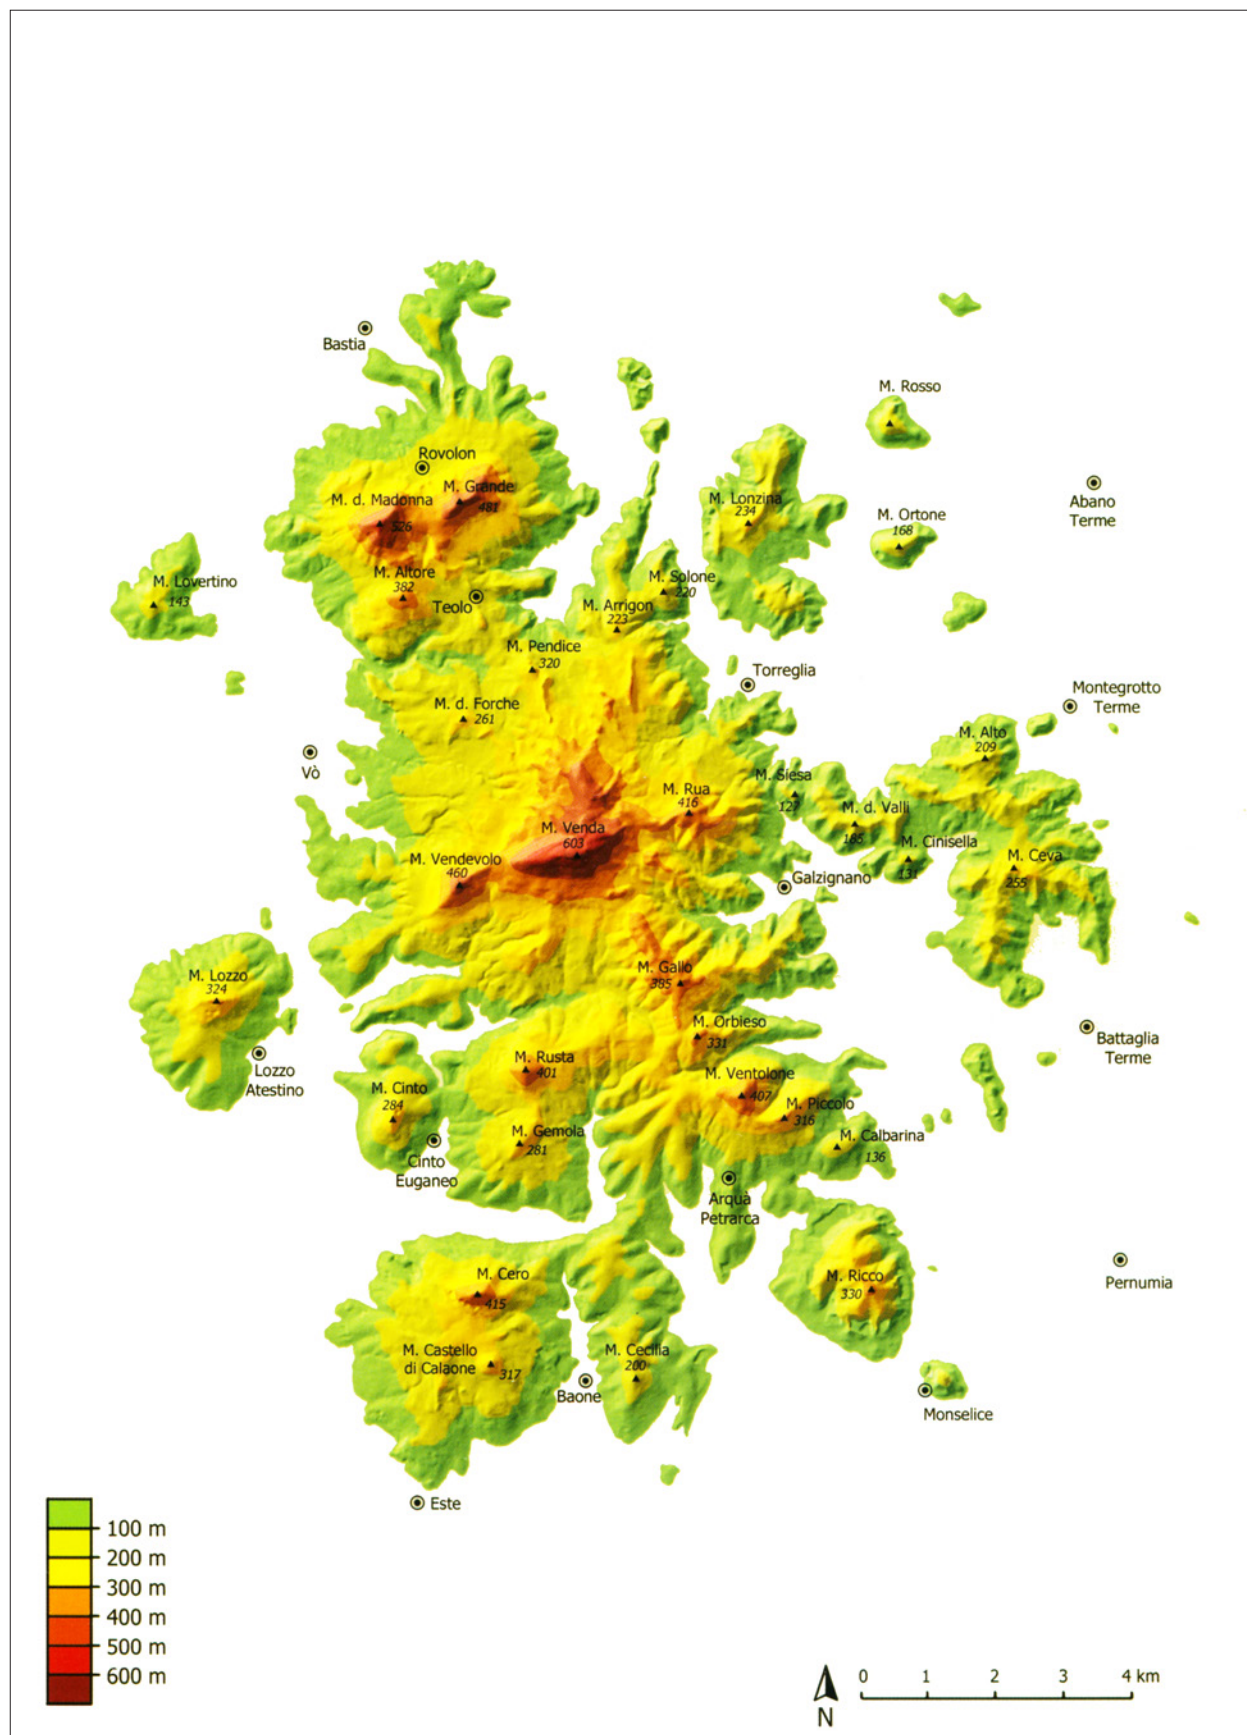 Bastia
M. Rosso
Rovolon
M. Grande
481
M. d. Madonna
526
M. Lonzina
234
Abano
Terme
M. Ortone
168
M. Altore
382
M. Lovertino
143
Teolo
M. Solone
220
M. Arrigon
223
M. Pendice
320
Torreglia
M. d. Forche
261
Montegrotto
Terme
M. Alto
209
Vò
M. Siesa
127
M. Rua
416
M. d. Valli
185
M. Venda
603
M. Cinisella
131
M. Vendevolo
460
M. Ceva
255
Galzignano
M. Lozzo
324
M. Gallo
385
M. Orbieso
331
Battaglia
Terme
Lozzo
Atestino
M. Rusta
401
M. Ventolone
407
M. Cinto
284
M. Piccolo
316
M. Gemola
281
M. Calbarina
136
Cinto
Euganeo
Arquà
Petrarca
M. Cero
415
M. Ricco
330
Pernumia
M. Castello
di Calaone
317
M. Cecilia
200
Baone
Monselice
Este
100 m
200 m
300 m
400 m
500 m
600 m
0 1 2 3 4 km
N